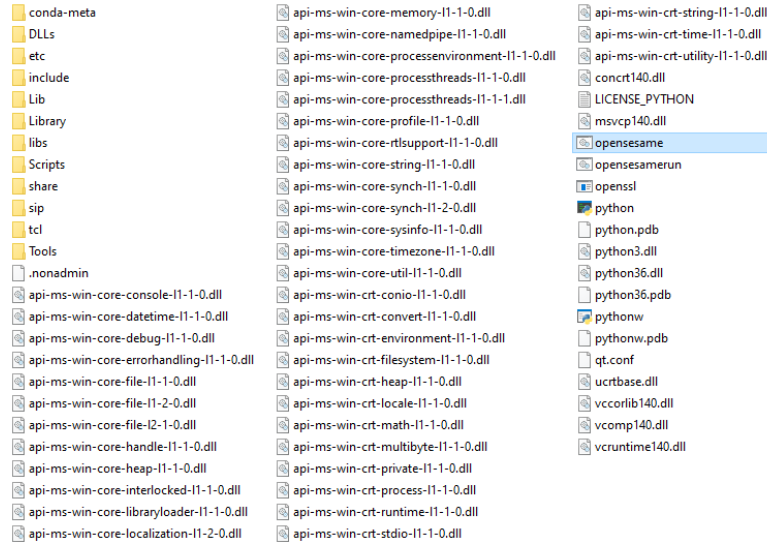 conda-meta
DLLs
etc
include
Lib
Library
libs
Scripts
share
sip
tcl
Tools
.nonadmin
api-ms-win-core-console-l1-1-0.dll
api-ms-win-core-datetime-l1-1-0.dll
api-ms-win-core-debug-l1-1-0.dll
api-ms-win-core-errorhandling-l1-1-0.dll
api-ms-win-core-file-l1-1-0.dll
api-ms-win-core-file-l1-2-0.dll
api-ms-win-core-file-l2-1-0.dll
api-ms-win-core-handle-l1-1-0.dll
api-ms-win-core-heap-l1-1-0.dll
api-ms-win-core-interlocked-l1-1-0.dll
api-ms-win-core-libraryloader-l1-1-0.dll
api-ms-win-core-localization-l1-2-0.dll
api-ms-win-core-memory-l1-1-0.dll
api-ms-win-core-namedpipe-l1-1-0.dll
api-ms-win-core-processenvironment-l1-1-0.dll
api-ms-win-core-processthreads-l1-1-0.dll
api-ms-win-core-processthreads-l1-1-1.dll
api-ms-win-core-profile-l1-1-0.dll
api-ms-win-core-rtlsupport-l1-1-0.dll
api-ms-win-core-string-l1-1-0.dll
api-ms-win-core-synch-l1-1-0.dll
api-ms-win-core-synch-l1-2-0.dll
api-ms-win-core-sysinfo-l1-1-0.dll
api-ms-win-core-timezone-l1-1-0.dll
api-ms-win-core-util-l1-1-0.dll
api-ms-win-crt-conio-l1-1-0.dll
api-ms-win-crt-convert-l1-1-0.dll
api-ms-win-crt-environment-l1-1-0.dll
api-ms-win-crt-filesystem-l1-1-0.dll
api-ms-win-crt-heap-l1-1-0.dll
api-ms-win-crt-locale-l1-1-0.dll
api-ms-win-crt-math-l1-1-0.dll
api-ms-win-crt-multibyte-l1-1-0.dll
api-ms-win-crt-private-l1-1-0.dll
api-ms-win-crt-process-l1-1-0.dll
api-ms-win-crt-runtime-l1-1-0.dll
api-ms-win-crt-stdio-l1-1-0.dll
api-ms-win-crt-string-l1-1-0.dll
api-ms-win-crt-time-l1-1-0.dll
api-ms-win-crt-utility-l1-1-0.dll
concrt140.dll
LICENSE_PYTHON
msvcp140.dll
opensesame
opensesamerun
openssl
python
python.pdb
python3.dll
python36.dll
python36.pdb
pythonw
pythonw.pdb
qt.conf
ucrtbase.dll
vccorlib140.dll
vcomp140.dll
vcruntime140.dll